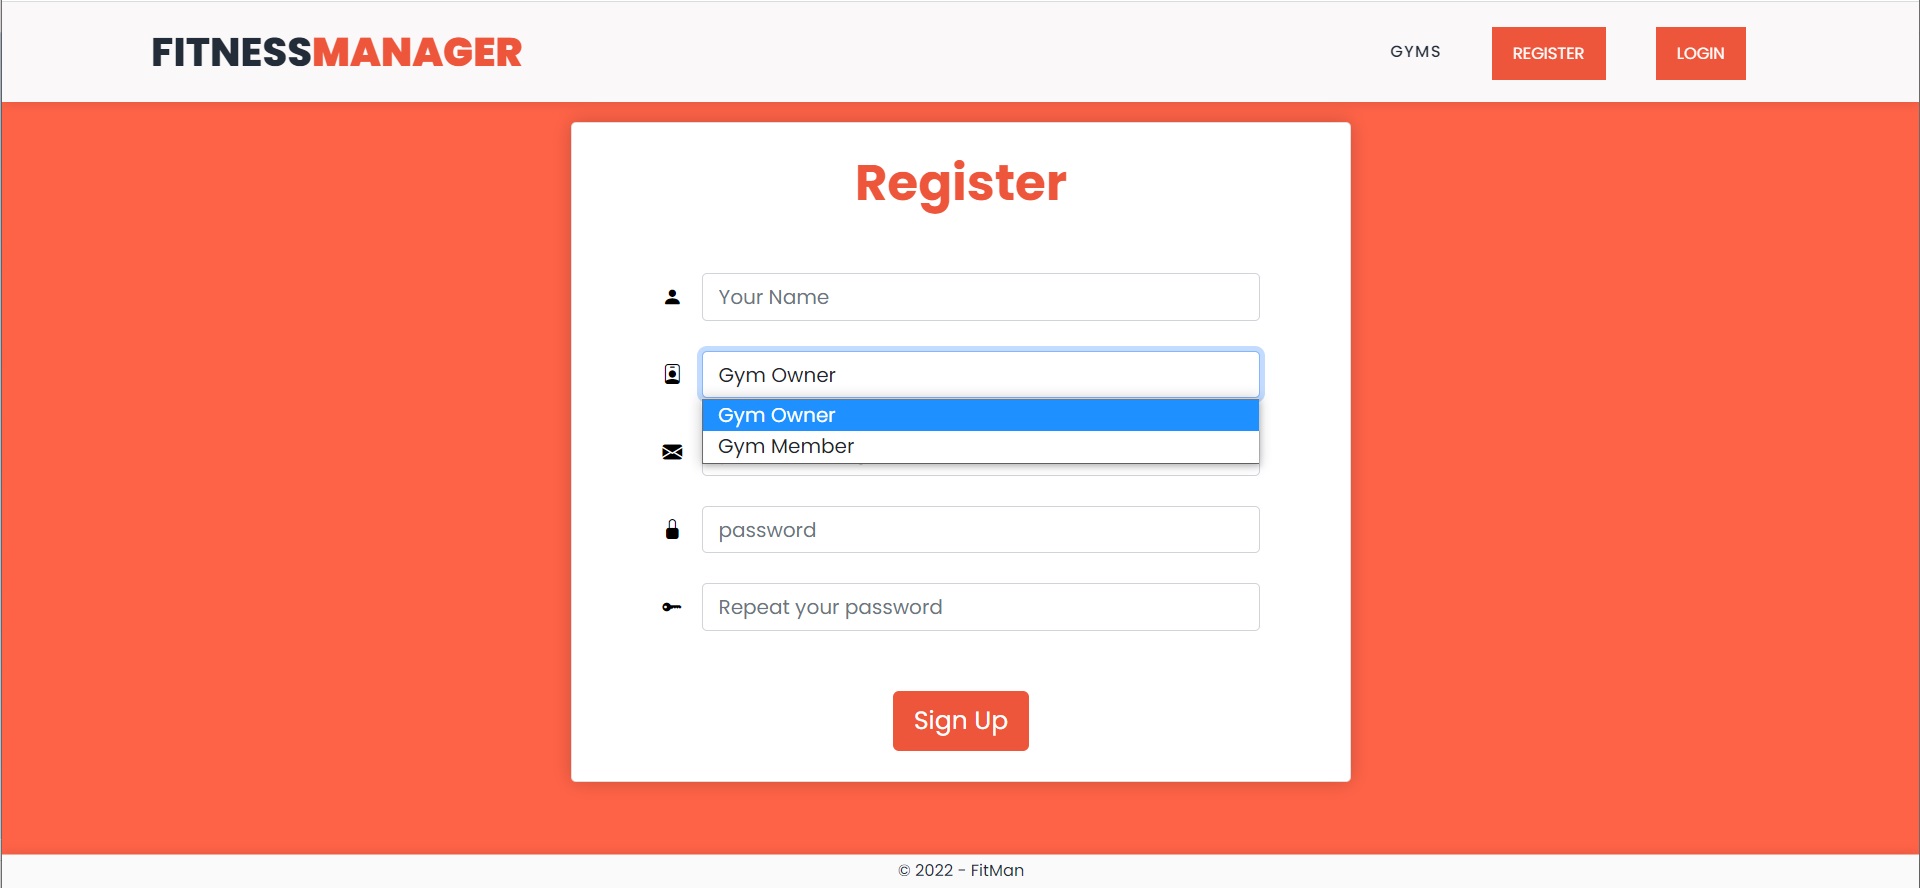 FITNESSMANAGER
GYMS
REGISTER
LOGIN
Register
Your Name
Gym Owner
Gym Owner
Gym Member
password
Repeat your password
Sign Up
© 2022 - FitMan